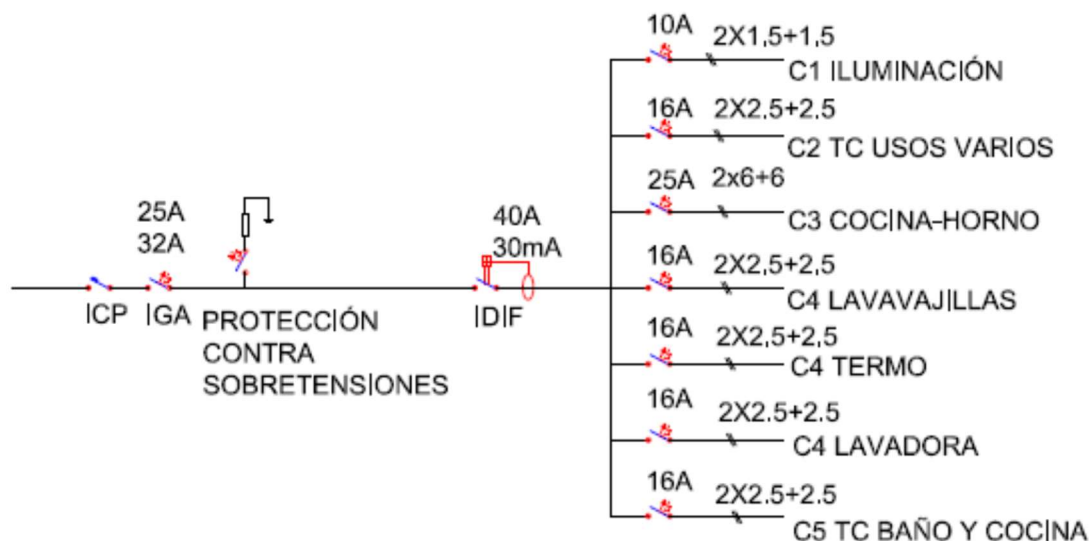 10A
2X1,5+1,5
C1 ILUMINACIÓN
16A
2X2.5+2.5
C2 TC USOS VARIOS
25A
2x6+6
C3 COCINA-HORNO
25A
32A
40A
30mA
16A
2X2,5+2,5
C4 LAVAVAJILLAS
ICP
IGA
PROTECCIÓN
CONTRA
SOBRETENSIONES
IDIF
16A
2X2,5+2,5
C4 TERMO
16A
2X2.5+2.5
C4 LAVADORA
16A
2X2.5+2.5
C5 TC BAÑO Y COCINA